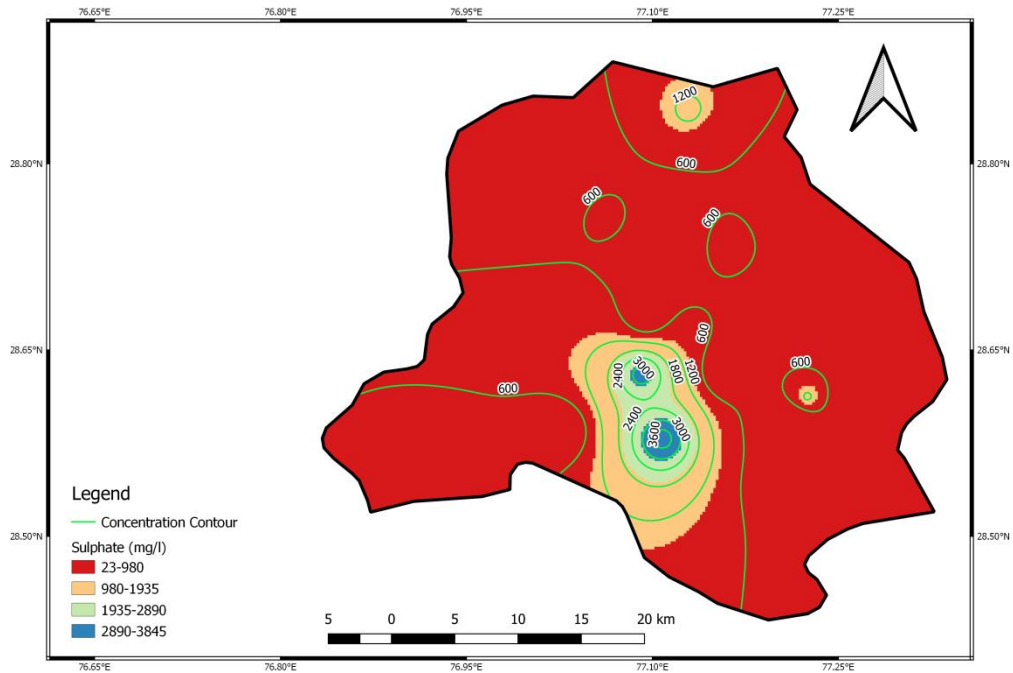 76.65°E 76.80°E 76.95°E 77.10°E 77.25°E
1200
28.80°N 28.80°N
600
600
600
600
28.65°N 28.65°N
600
600
2400
3000
1800
1200
2400
3600
3000
28.50°N 28.50°N
Legend
Concentration Contour
Sulphate (mg/l)
23-980
980-1935
1935-2890
2890-3845
5 0 5 10 15 20 km
76.65°E 76.80°E 76.95°E 77.10°E 77.25°E